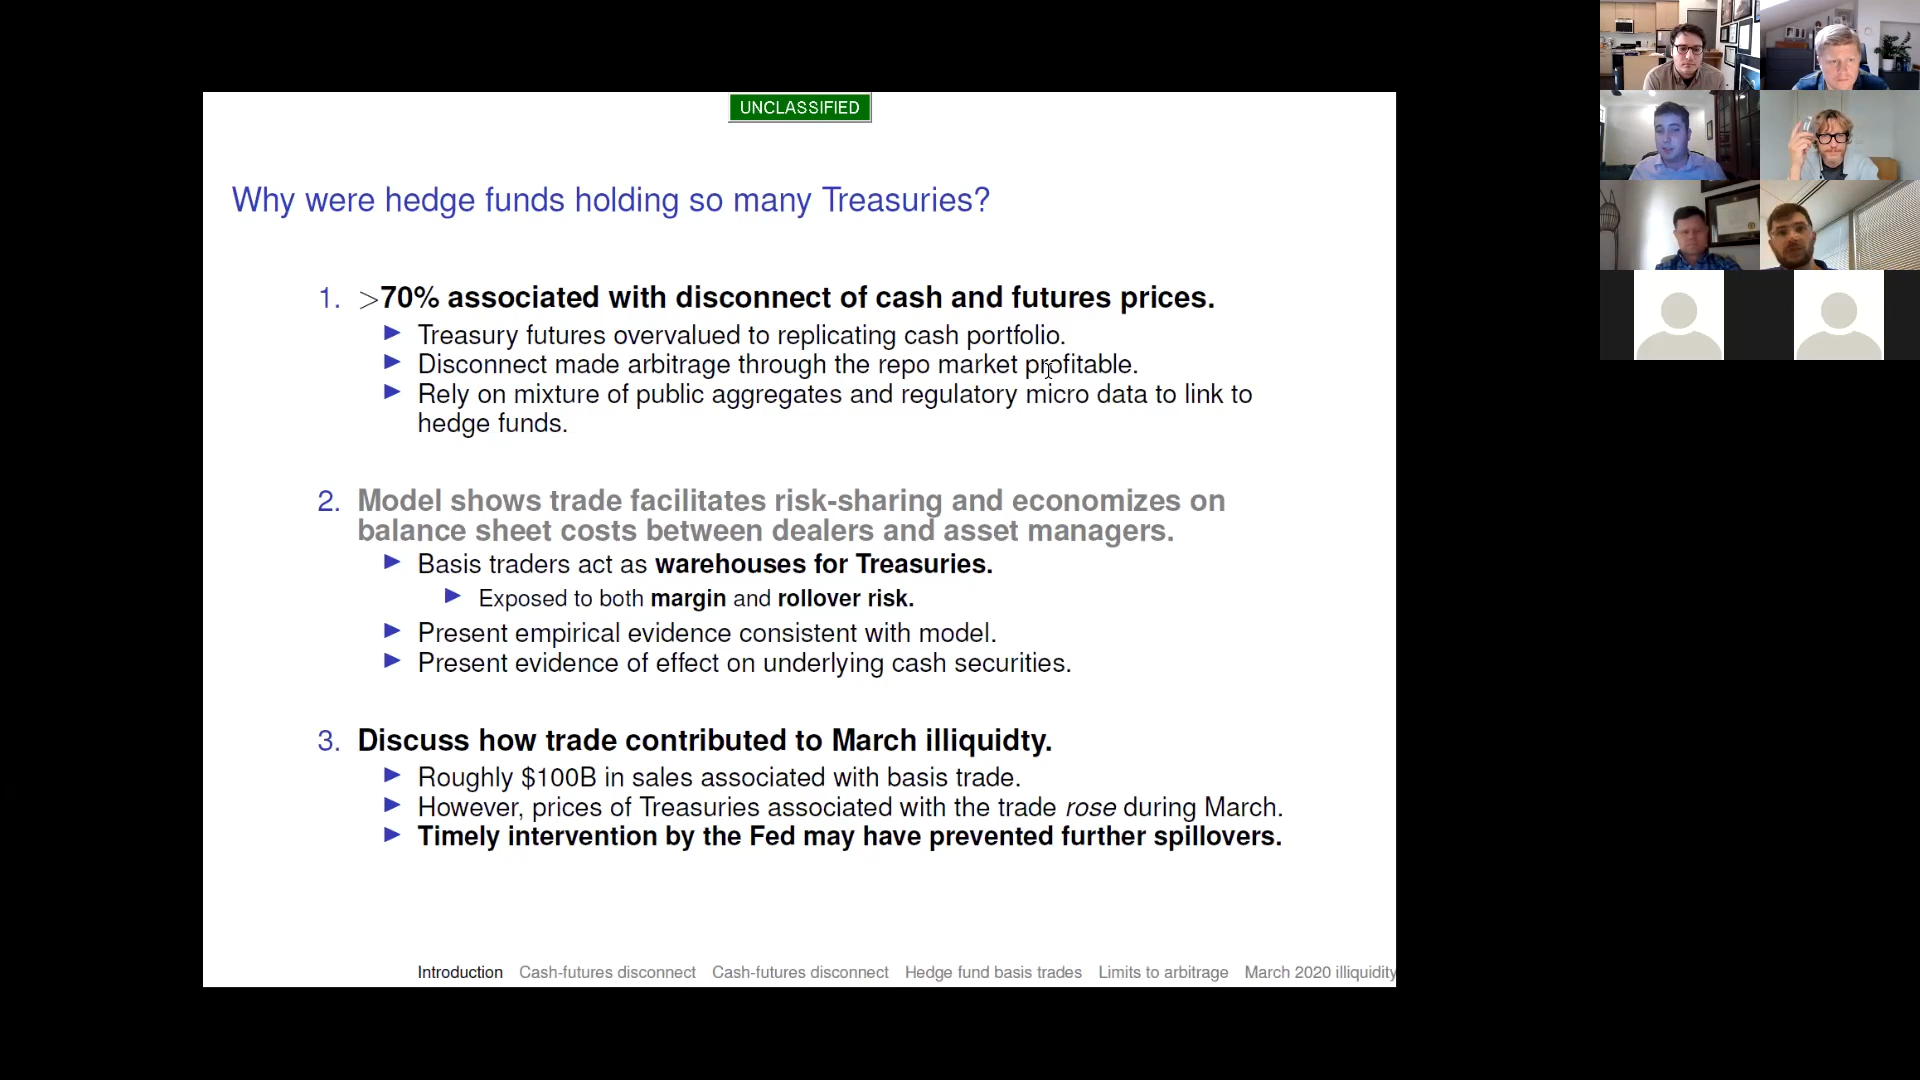 UNCLASSIFIED
Why were hedge funds holding so many Treasuries?
1. >70% associated with disconnect of cash and futures prices.
▶ Treasury futures overvalued to replicating cash portfolio.
▶ Disconnect made arbitrage through the repo market profitable.
▶ Rely on mixture of public aggregates and regulatory micro data to link to
hedge funds.
2. Model shows trade facilitates risk-sharing and economizes on
balance sheet costs between dealers and asset managers.
▶ Basis traders act as warehouses for Treasuries.
▶ Exposed to both margin and rollover risk.
▶ Present empirical evidence consistent with model.
▶ Present evidence of effect on underlying cash securities.
3. Discuss how trade contributed to March illiquidty.
▶ Roughly $100B in sales associated with basis trade.
▶ However, prices of Treasuries associated with the trade rose during March.
▶ Timely intervention by the Fed may have prevented further spillovers.
Introduction Cash-futures disconnect Cash-futures disconnect Hedge fund basis trades Limits to arbitrage March 2020 illiquidity